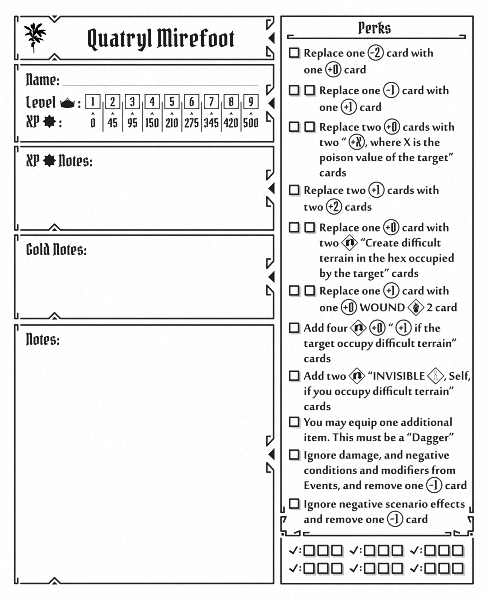 Quatryl Mirefoot
Name:
Level : 1 2 3 4 5 6 7 8 9
XP : 0 45 95 150 210 275 345 420 500
XP Notes:
Gold Notes:
Notes:
Perks
Replace one -2 card with
one +0 card
Replace one -1 card with
one +1 card
Replace two +0 cards with
two “ +X, where X is the
poison value of the target”
cards
Replace two +1 cards with
two +2 cards
Replace one +0 card with
two “Create difficult
terrain in the hex occupied
by the target” cards
Replace one +1 card with
one +0 WOUND 2 card
Add four +0 “ +1 if the
target occupy difficult terrain”
cards
Add two “INVISIBLE , Self,
if you occupy difficult terrain”
cards
You may equip one additional
item. This must be a “Dagger”
Ignore damage, and negative
conditions and modifiers from
Events, and remove one -1 card
Ignore negative scenario effects
and remove one -1 card
✓: ✓: ✓:
✓: ✓: ✓: